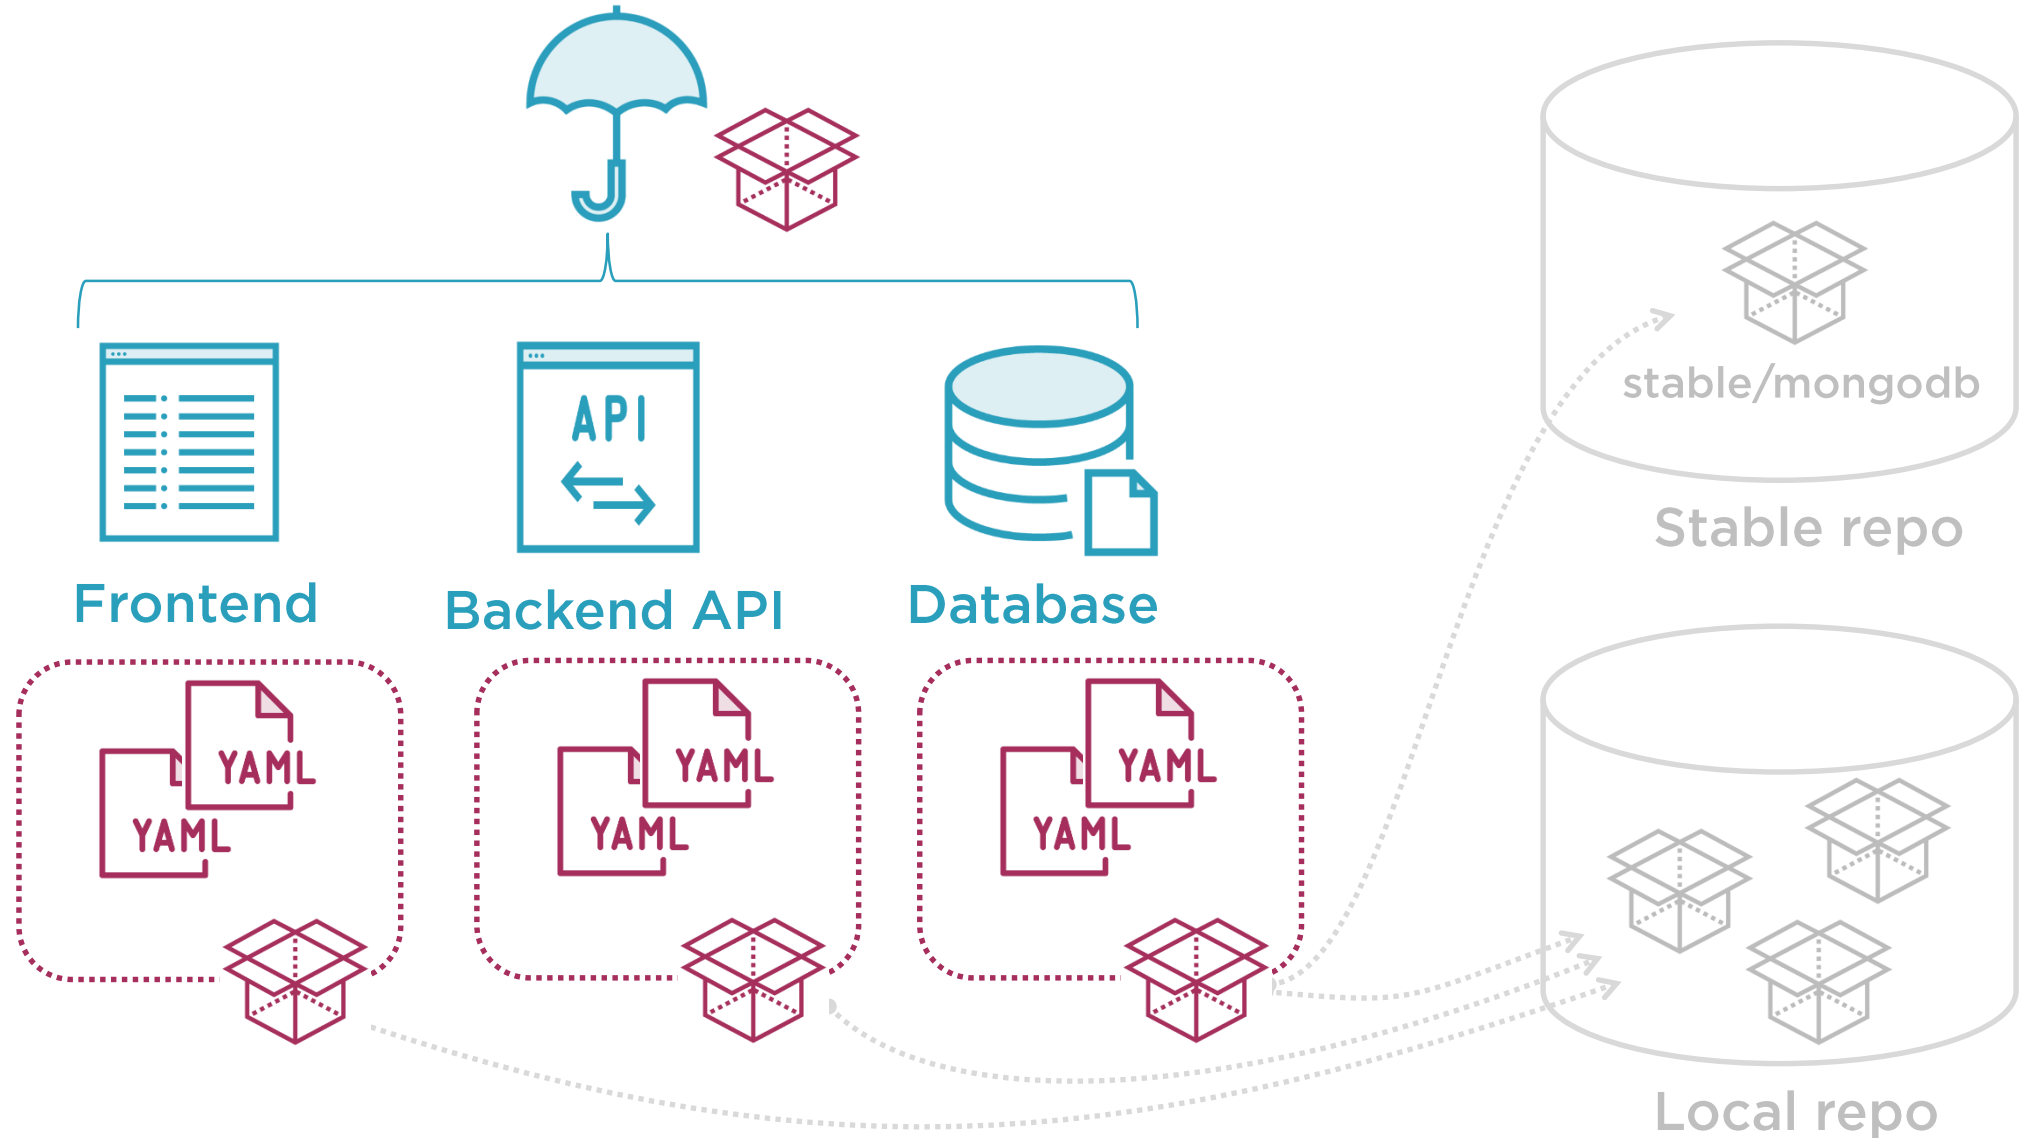 stable/mongodb
Stable repo
API
Frontend
Backend API
Database
YAML
YAML
YAML
YAML
YAML
YAML
Local repo